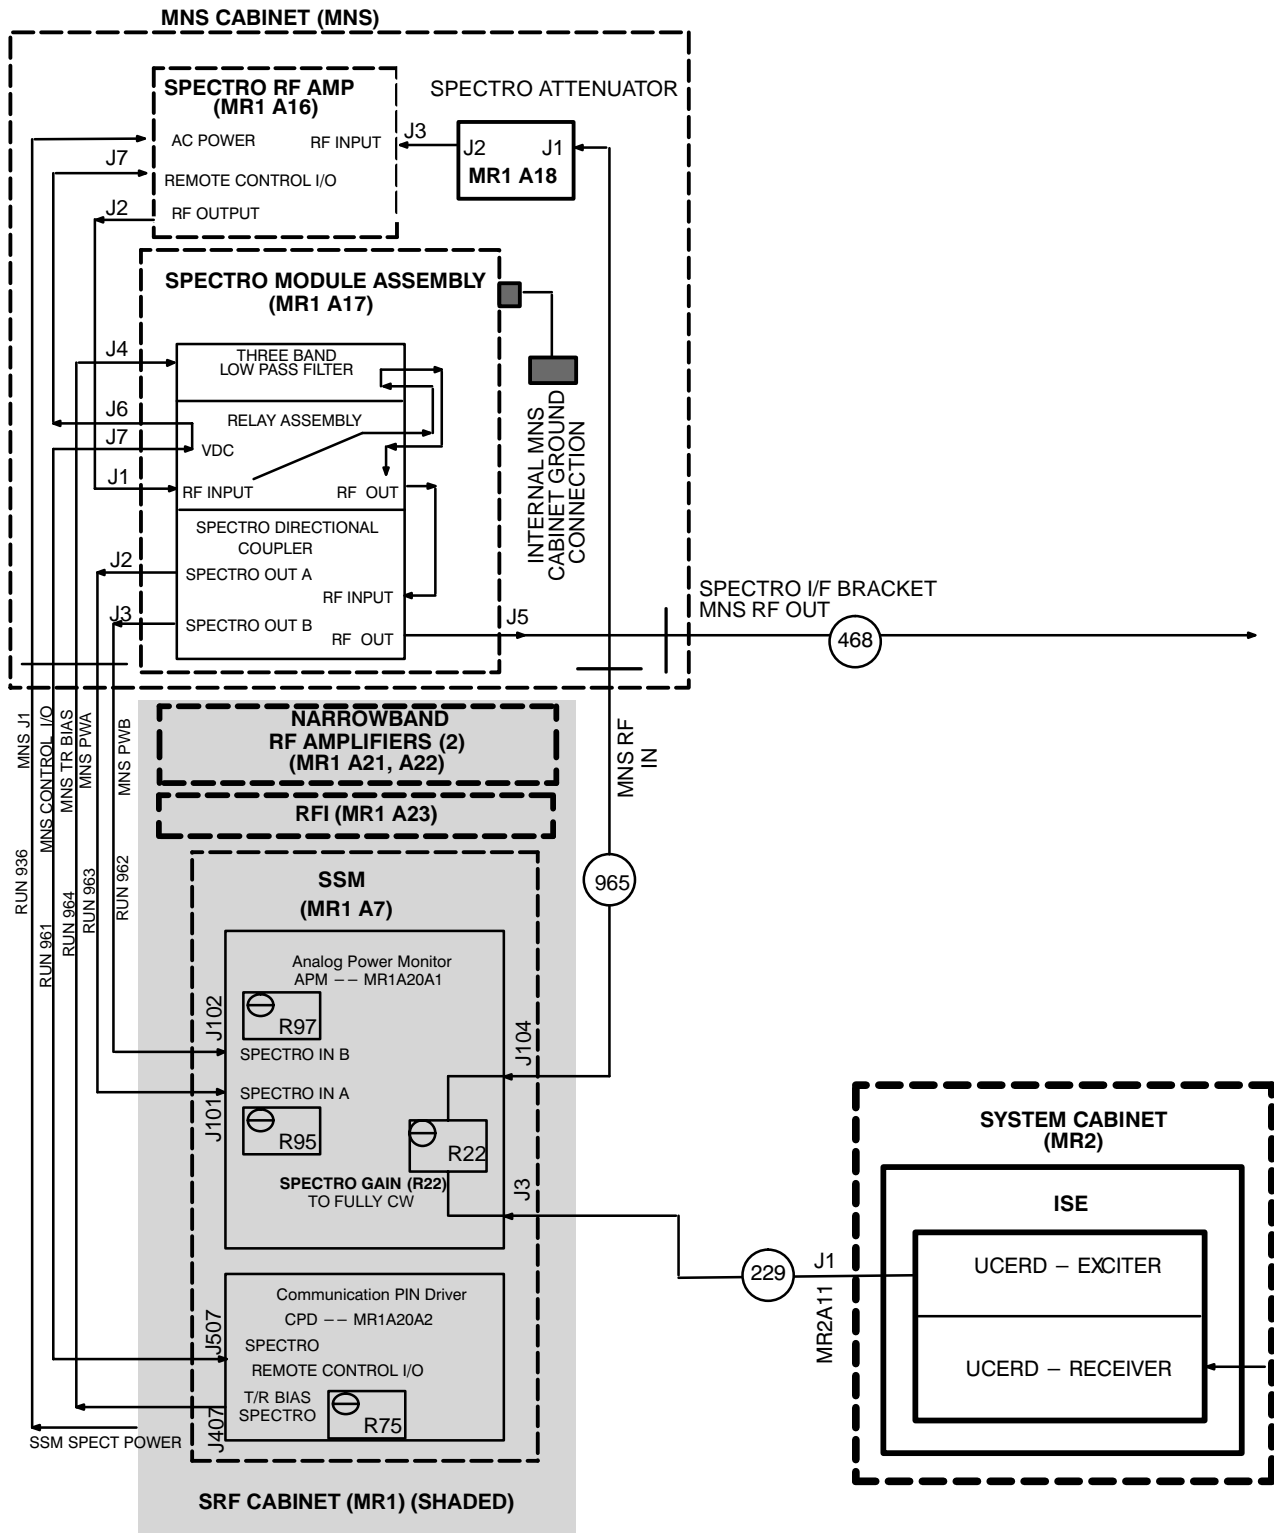 MNS CABINET (MNS)
SPECTRO RF AMP
(MR1 A16)
SPECTRO ATTENUATOR
AC POWER
RF INPUT
J3
J2
J1
MR1 A18
J7
REMOTE CONTROL I/O
J2
RF OUTPUT
SPECTRO MODULE ASSEMBLY
(MR1 A17)
J4
THREE BAND
LOW PASS FILTER
J6
RELAY ASSEMBLY
J7
VDC
J1
RF INPUT
RF OUT
INTERNAL MNS
CABINET GROUND
CONNECTION
SPECTRO DIRECTIONAL
COUPLER
J2
SPECTRO OUT A
RF INPUT
J3
SPECTRO OUT B
RF OUT
J5
SPECTRO I/F BRACKET
MNS RF OUT
468
MNS J1
MNS CONTROL I/O
MNS TR BIAS
MNS PWA
MNS PWB
NARROWBAND
RF AMPLIFIERS (2)
(MR1 A21, A22)
MNS RF
IN
RFI (MR1 A23)
RUN 936
RUN 961
RUN 964
RUN 963
RUN 962
SSM
(MR1 A7)
965
Analog Power Monitor
APM –– MR1A20A1
J102
R97
SPECTRO IN B
J104
SPECTRO IN A
J101
R95
R22
SPECTRO GAIN (R22)
TO FULLY CW
J3
SYSTEM CABINET
(MR2)
ISE
229
J1
MR2A11
UCERD – EXCITER
UCERD – RECEIVER
Communication PIN Driver
CPD –– MR1A20A2
J507
SPECTRO
REMOTE CONTROL I/O
T/R BIAS
SPECTRO
J407
R75
SSM SPECT POWER
SRF CABINET (MR1) (SHADED)